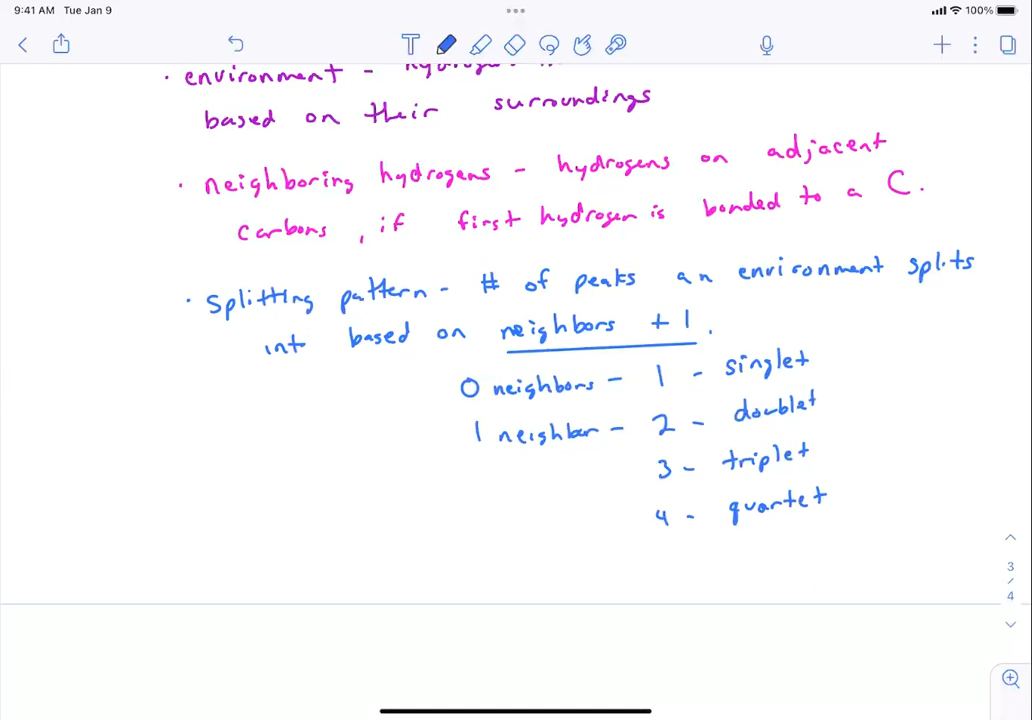 9:41 AM Tue Jan 9
100%
· environment -
based on their surroundings
· neighboring hydrogens - hydrogens on adjacent
carbons, if first hydrogen is bonded to a C.
· splitting pattern - # of peaks an environment splits
into based on neighbors + 1.
0 neighbors - 1 - singlet
1 neighbor - 2 - doublet
3 - triplet
4 - quartet
3
/
4